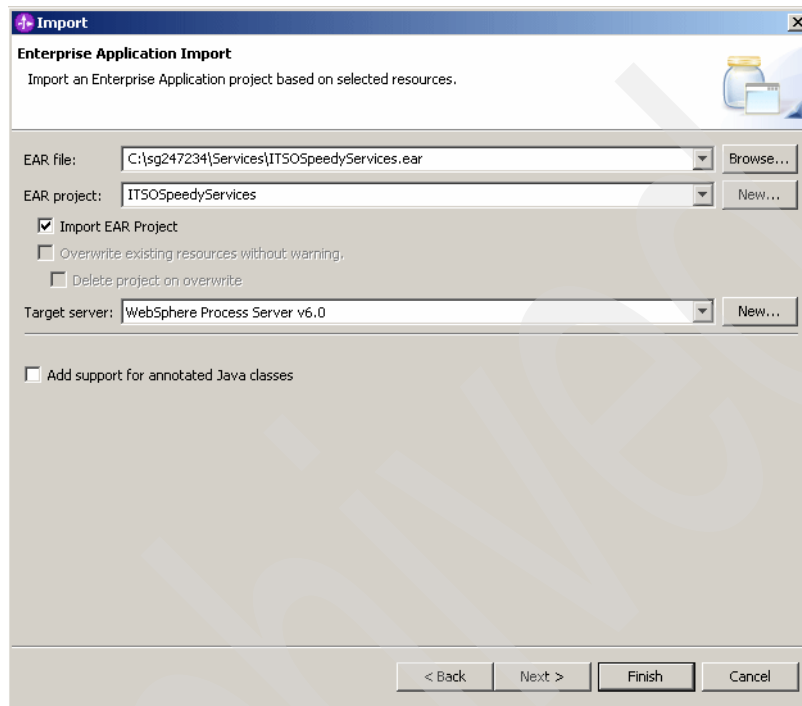 Import
Enterprise Application Import
Import an Enterprise Application project based on selected resources.
EAR file: C:\sg247234\Services\ITSOSpeedyServices.ear Browse...
EAR project: ITSOSpeedyServices New...
Import EAR Project
Overwrite existing resources without warning.
Delete project on overwrite
Target server: WebSphere Process Server v6.0 New...
Add support for annotated Java classes
< Back Next > Finish Cancel